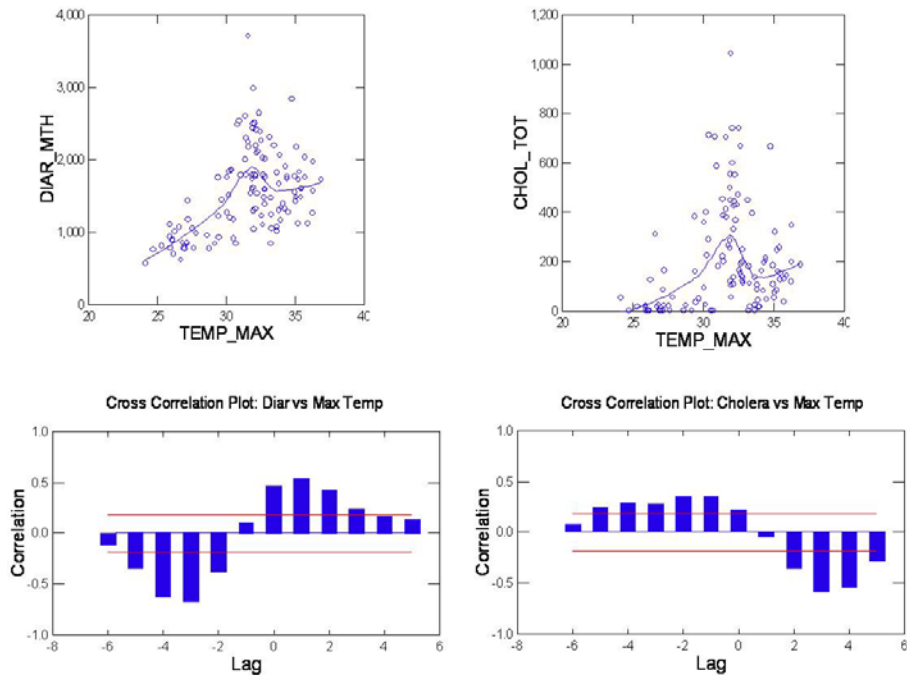 4,000
3,000
2,000
1,000
0
20 25 30 35 4(
DIAR_MTH
TEMP_MAX
1,200
1,000
800
600
400
200
0
20 25 30 35 4(
CHOL_TOT
TEMP_MAX
Cross Correlation Plot: Diar vs Max Temp
1.0
0.5
0.0
-0.5
-1.0
-8 -6 -4 -2 0 2 4 6
Correlation
Lag
Cross Correlation Plot: Cholera vs Max Temp
1.0
0.5
0.0
-0.5
-1.0
-8 -6 -4 -2 0 2 4 6 8
Correlation
Lag